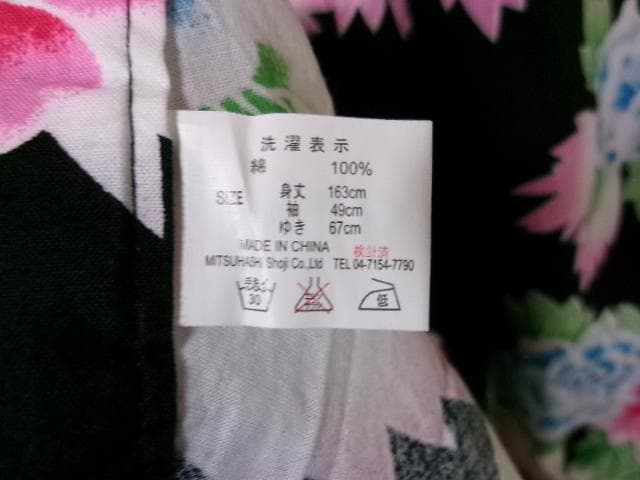 洗濯表示
綿 100%
SIZE
身丈 163cm
袖 49cm
ゆき 67cm
MADE IN CHINA 検針済
MITSUHASHI Shoji Co.,Ltd TEL 04-7154-7790
30 低